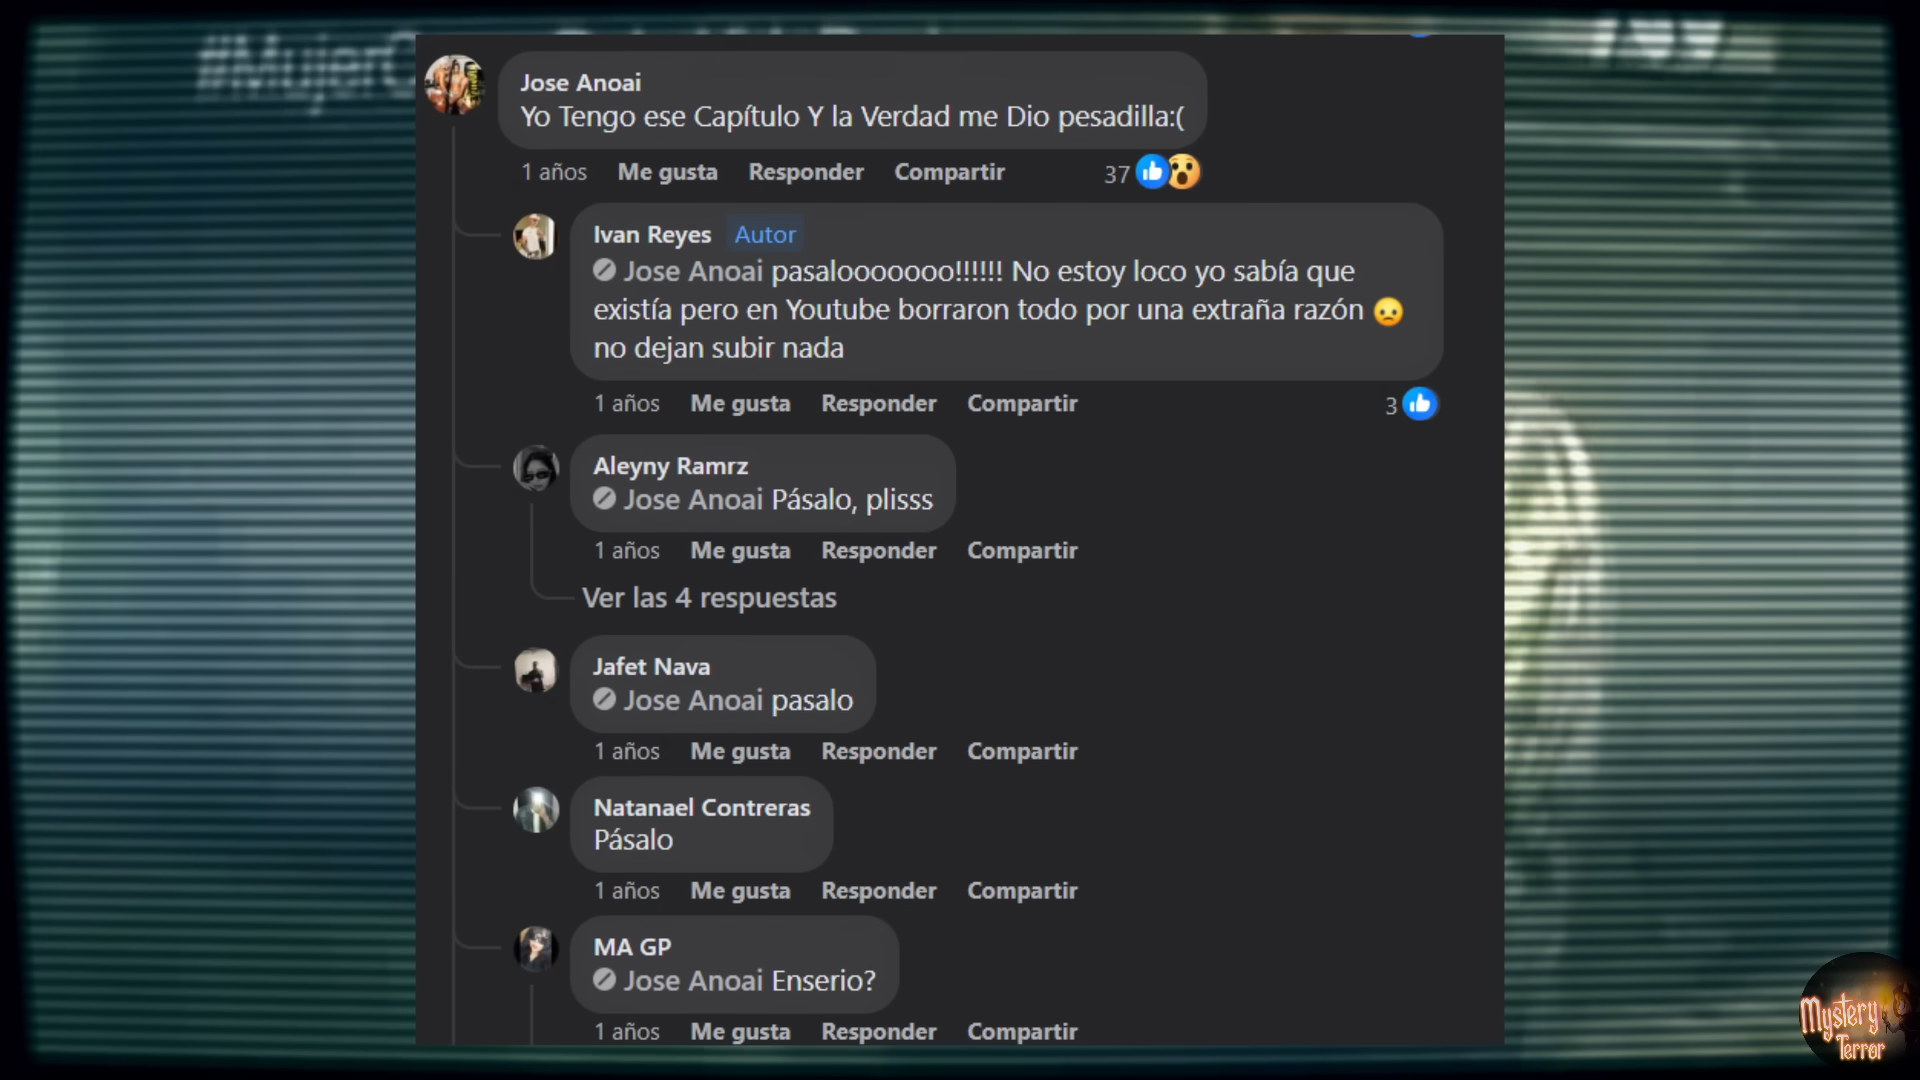 Jose Anoai
Yo Tengo ese Capítulo Y la Verdad me Dio pesadilla:(
1 años Me gusta Responder Compartir 37
Ivan Reyes Autor
Jose Anoai pasalooooooo!!!!!! No estoy loco yo sabía que
existía pero en Youtube borraron todo por una extraña razón
no dejan subir nada
1 años Me gusta Responder Compartir 3
Aleyny Ramrz
Jose Anoai Pásalo, plisss
1 años Me gusta Responder Compartir
Ver las 4 respuestas
Jafet Nava
Jose Anoai pasalo
1 años Me gusta Responder Compartir
Natanael Contreras
Pásalo
1 años Me gusta Responder Compartir
MA GP
Jose Anoai Enserio?
1 años Me gusta Responder Compartir
Mystery
Terror